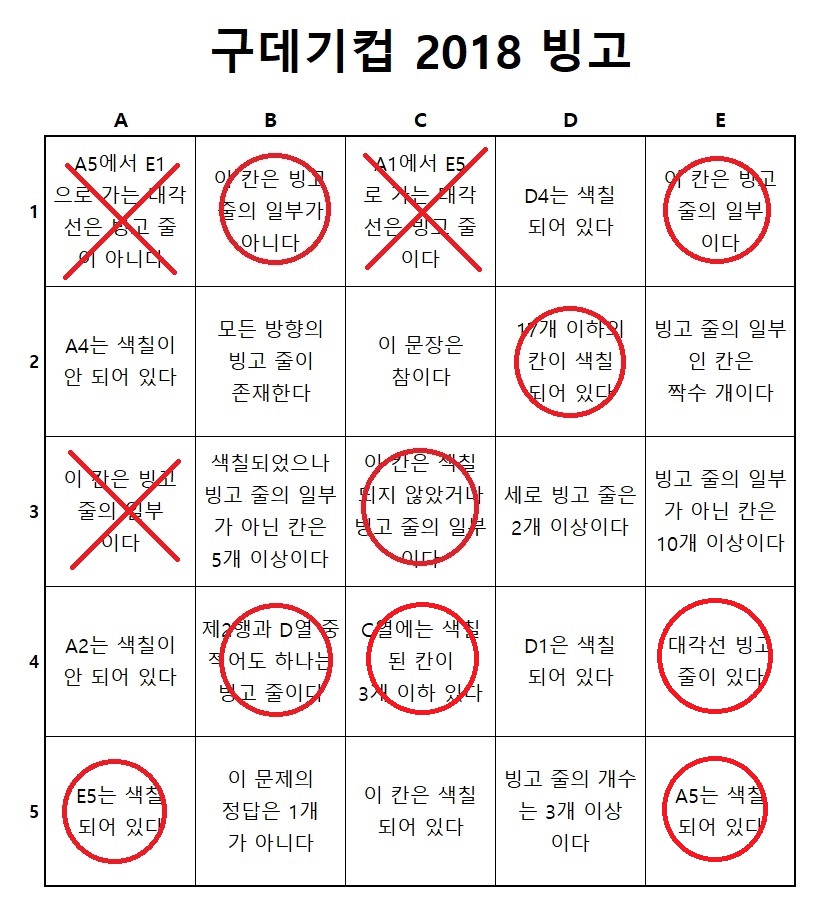 구데기컵 2018 빙고
A B C D E
1
A5에서 E1
으로 가는 대각
선은 빙고 줄
이 아니다
이 칸은 빙고
줄의 일부가
아니다
A1에서 E5
로 가는 대각
선은 빙고 줄
이다
D4는 색칠
되어 있다
이 칸은 빙고
줄의 일부
이다
2
A4는 색칠이
안 되어 있다
모든 방향의
빙고 줄이
존재한다
이 문장은
참이다
17개 이하의
칸이 색칠
되어 있다
빙고 줄의 일부
인 칸은
짝수 개이다
3
이 칸은 빙고
줄의 일부
이다
색칠되었으나
빙고 줄의 일부
가 아닌 칸은
5개 이상이다
이 칸은 색칠
되지 않았거나
빙고 줄의 일부
이다
세로 빙고 줄은
2개 이상이다
빙고 줄의 일부
가 아닌 칸은
10개 이상이다
4
A2는 색칠이
안 되어 있다
제2행과 D열 중
적어도 하나는
빙고 줄이다
C열에는 색칠
된 칸이
3개 이하 있다
D1은 색칠
되어 있다
대각선 빙고
줄이 있다
5
E5는 색칠
되어 있다
이 문제의
정답은 1개
가 아니다
이 칸은 색칠
되어 있다
빙고 줄의 개수
는 3개 이상
이다
A5는 색칠
되어 있다